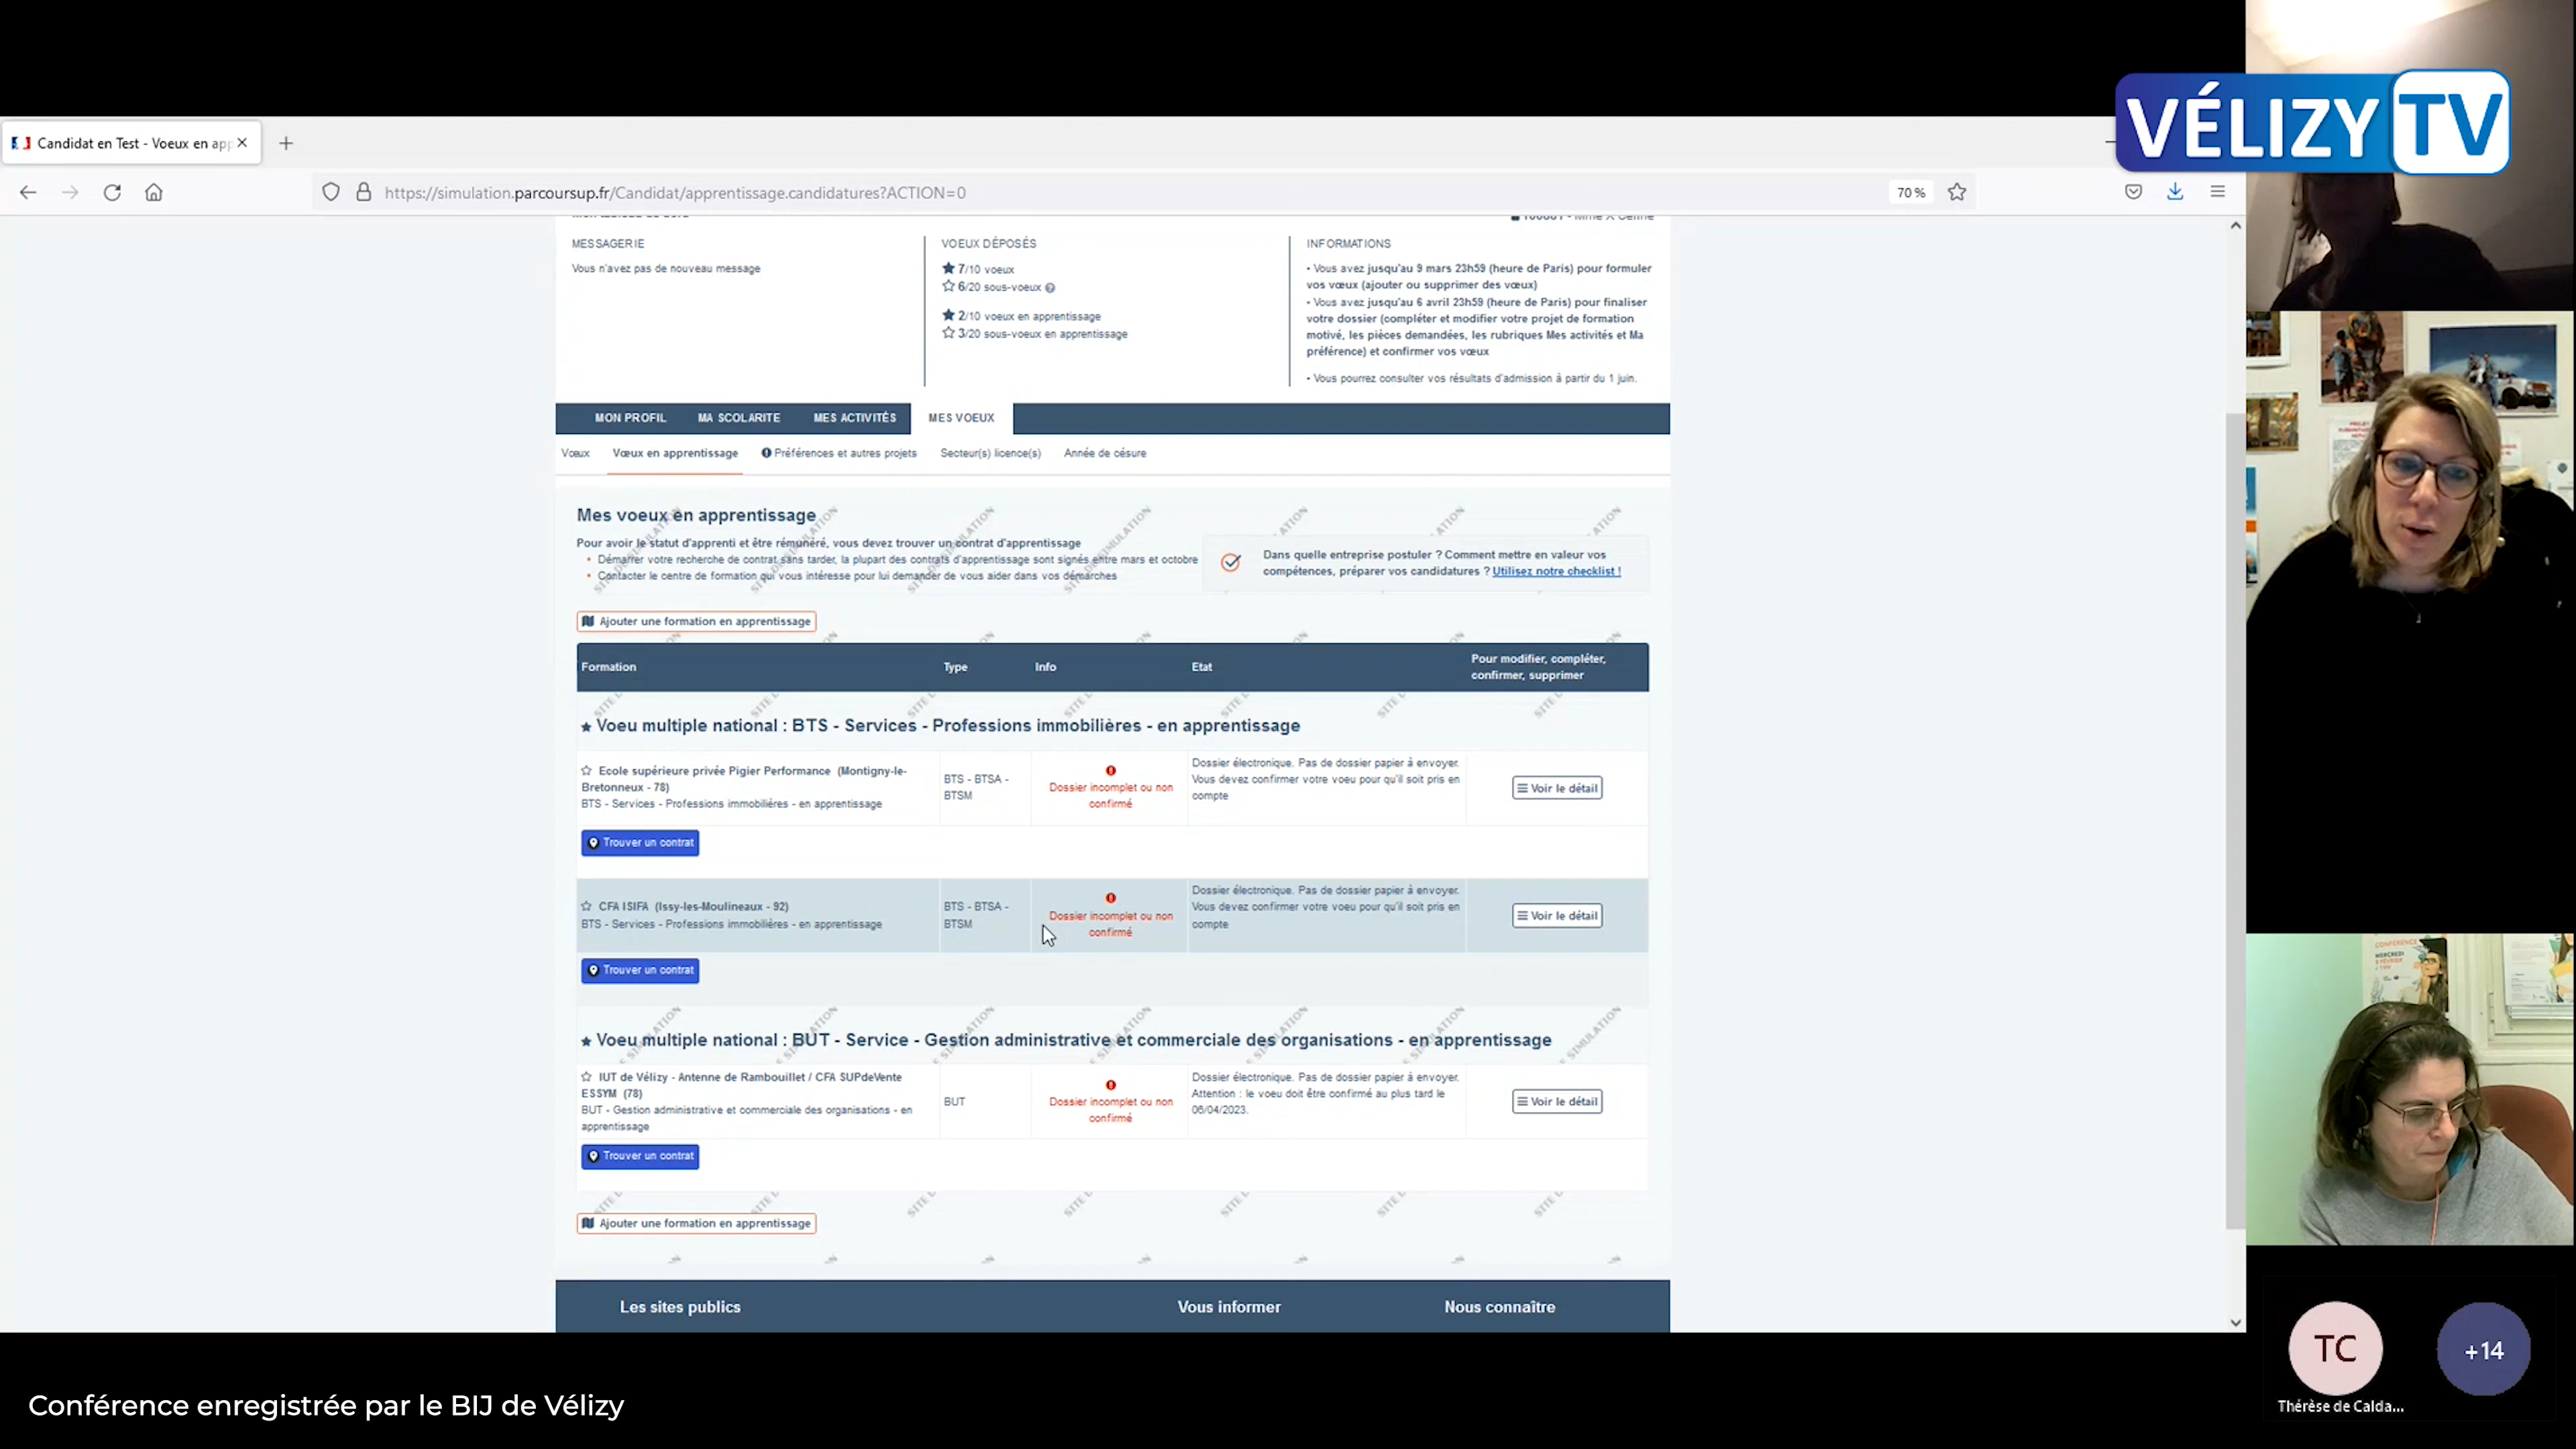 VÉLIZY TV
Candidat en Test - Voeux en app
https://simulation.parcoursup.fr/Candidat/apprentissage.candidatures?ACTION=0
70 %
MESSAGERIE
Vous n'avez pas de nouveau message
VOEUX DÉPOSÉS
7/10 voeux
6/20 sous-voeux
2/10 voeux en apprentissage
3/20 sous-voeux en apprentissage
INFORMATIONS
• Vous avez jusqu'au 9 mars 23h59 (heure de Paris) pour formuler
vos vœux (ajouter ou supprimer des vœux)
• Vous avez jusqu'au 6 avril 23h59 (heure de Paris) pour finaliser
votre dossier (compléter et modifier votre projet de formation
motivé, les pièces demandées, les rubriques Mes activités et Ma
préférence) et confirmer vos vœux
• Vous pourrez consulter vos résultats d'admission à partir du 1 juin.
MON PROFIL MA SCOLARITE MES ACTIVITÉS MES VOEUX
Vœux Vœux en apprentissage Préférences et autres projets Secteur(s) licence(s) Année de césure
Mes voeux en apprentissage
Pour avoir le statut d'apprenti et être rémunéré, vous devez trouver un contrat d'apprentissage
• Démarrer votre recherche de contrat sans tarder, la plupart des contrats d'apprentissage sont signés entre mars et octobre
• Contacter le centre de formation qui vous intéresse pour lui demander de vous aider dans vos démarches
Dans quelle entreprise postuler ? Comment mettre en valeur vos
compétences, préparer vos candidatures ? Utilisez notre checklist !
Ajouter une formation en apprentissage
Formation Type Info Etat Pour modifier, compléter,
confirmer, supprimer
Voeu multiple national : BTS - Services - Professions immobilières - en apprentissage
Ecole supérieure privée Pigier Performance (Montigny-le-
Bretonneux - 78)
BTS - Services - Professions immobilières - en apprentissage
BTS - BTSA -
BTSM
Dossier incomplet ou non
confirmé
Dossier électronique. Pas de dossier papier à envoyer.
Vous devez confirmer votre voeu pour qu'il soit pris en
compte
Voir le détail
Trouver un contrat
CFA ISIFA (Issy-les-Moulineaux - 92)
BTS - Services - Professions immobilières - en apprentissage
BTS - BTSA -
BTSM
Dossier incomplet ou non
confirmé
Dossier électronique. Pas de dossier papier à envoyer.
Vous devez confirmer votre voeu pour qu'il soit pris en
compte
Voir le détail
Trouver un contrat
Voeu multiple national : BUT - Service - Gestion administrative et commerciale des organisations - en apprentissage
IUT de Vélizy - Antenne de Rambouillet / CFA SUPdeVente
ESSYM (78)
BUT - Gestion administrative et commerciale des organisations - en
apprentissage
BUT
Dossier incomplet ou non
confirmé
Dossier électronique. Pas de dossier papier à envoyer.
Attention : le voeu doit être confirmé au plus tard le
06/04/2023.
Voir le détail
Trouver un contrat
Ajouter une formation en apprentissage
Les sites publics Vous informer Nous connaître
CONFÉRENCE
MERCREDI
TC
+14
Thérèse de Calda...
Conférence enregistrée par le BIJ de Vélizy